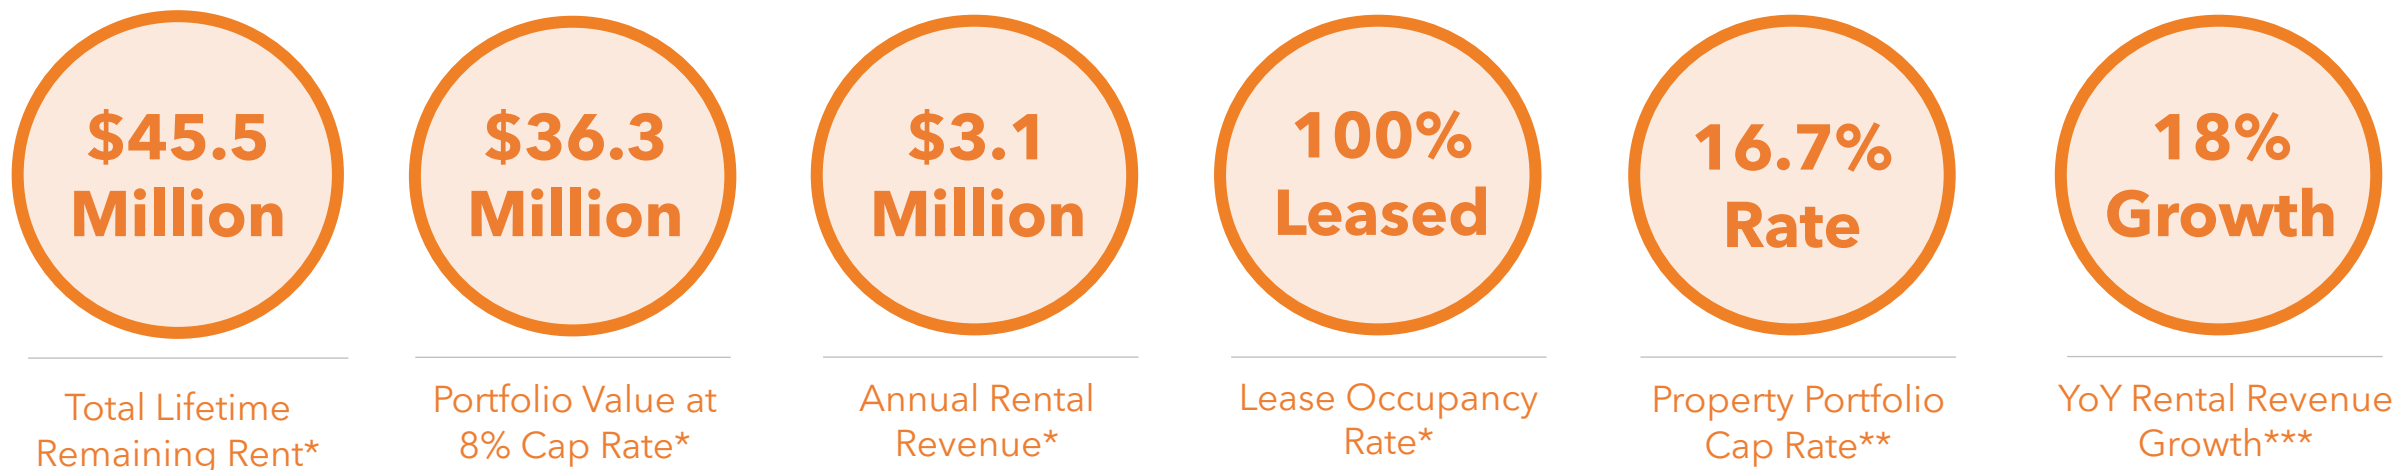 $45.5
Million
Total Lifetime
Remaining Rent*
$36.3
Million
Portfolio Value at
8% Cap Rate*
$3.1
Million
Annual Rental
Revenue*
100%
Leased
Lease Occupancy
Rate*
16.7%
Rate
Property Portfolio
Cap Rate**
18%
Growth
YoY Rental Revenue
Growth***